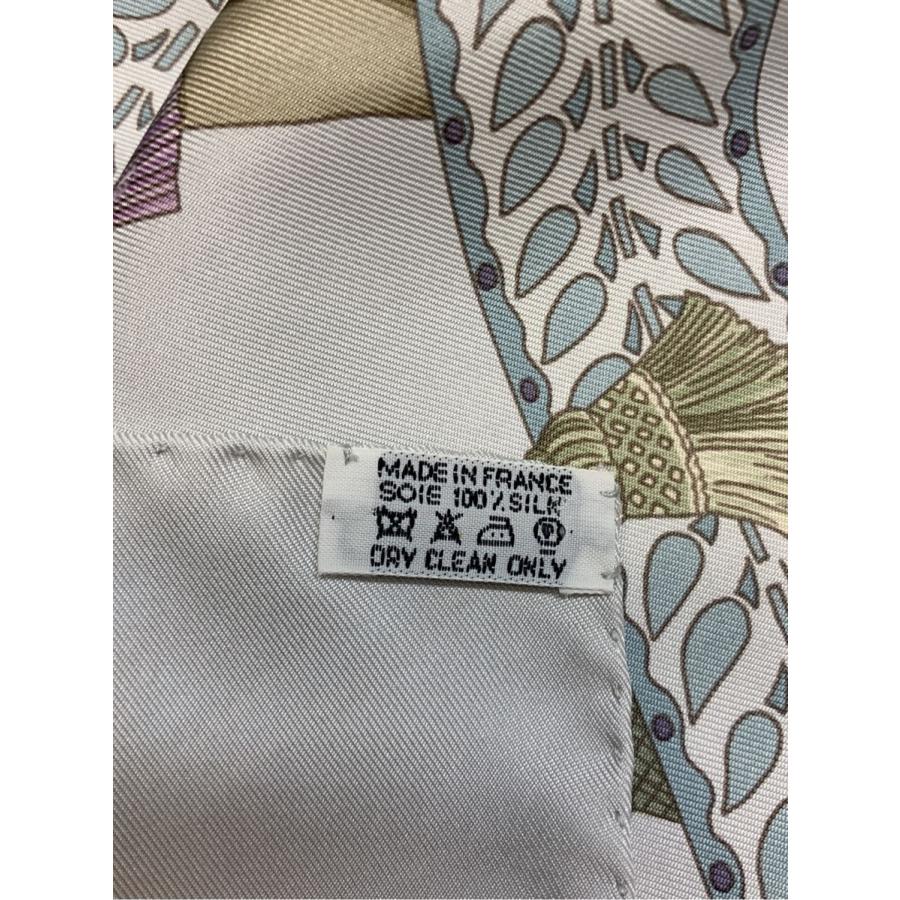 MADE IN FRANCE
SOIE 100% SILK
DRY CLEAN ONLY